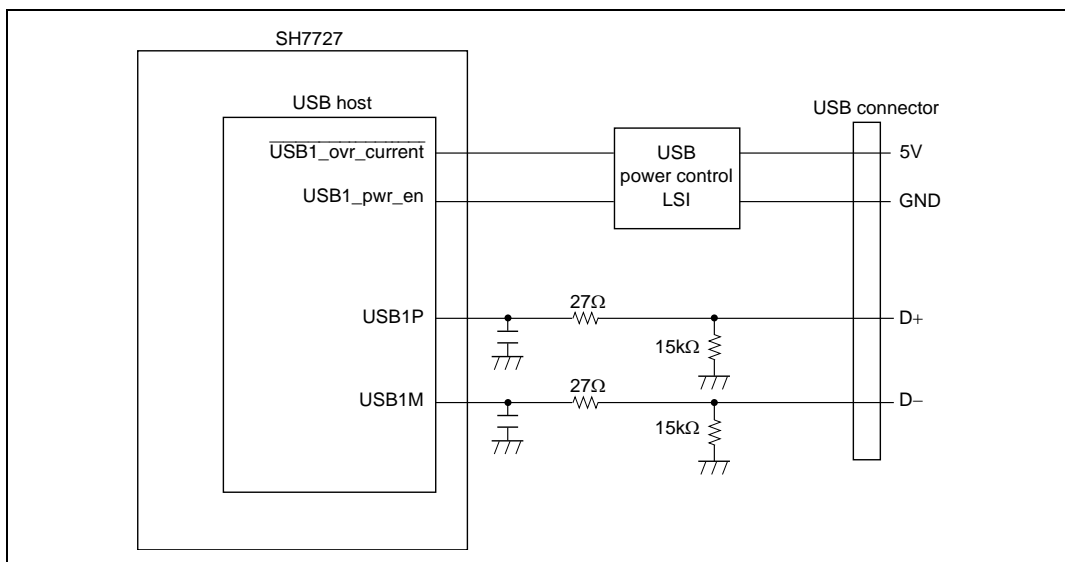 SH7727
USB host
USB connector
USB1_ovr_current
USB
power control
LSI
5V
USB1_pwr_en
GND
27Ω
USB1P
D+
15kΩ
27Ω
USB1M
D−
15kΩ